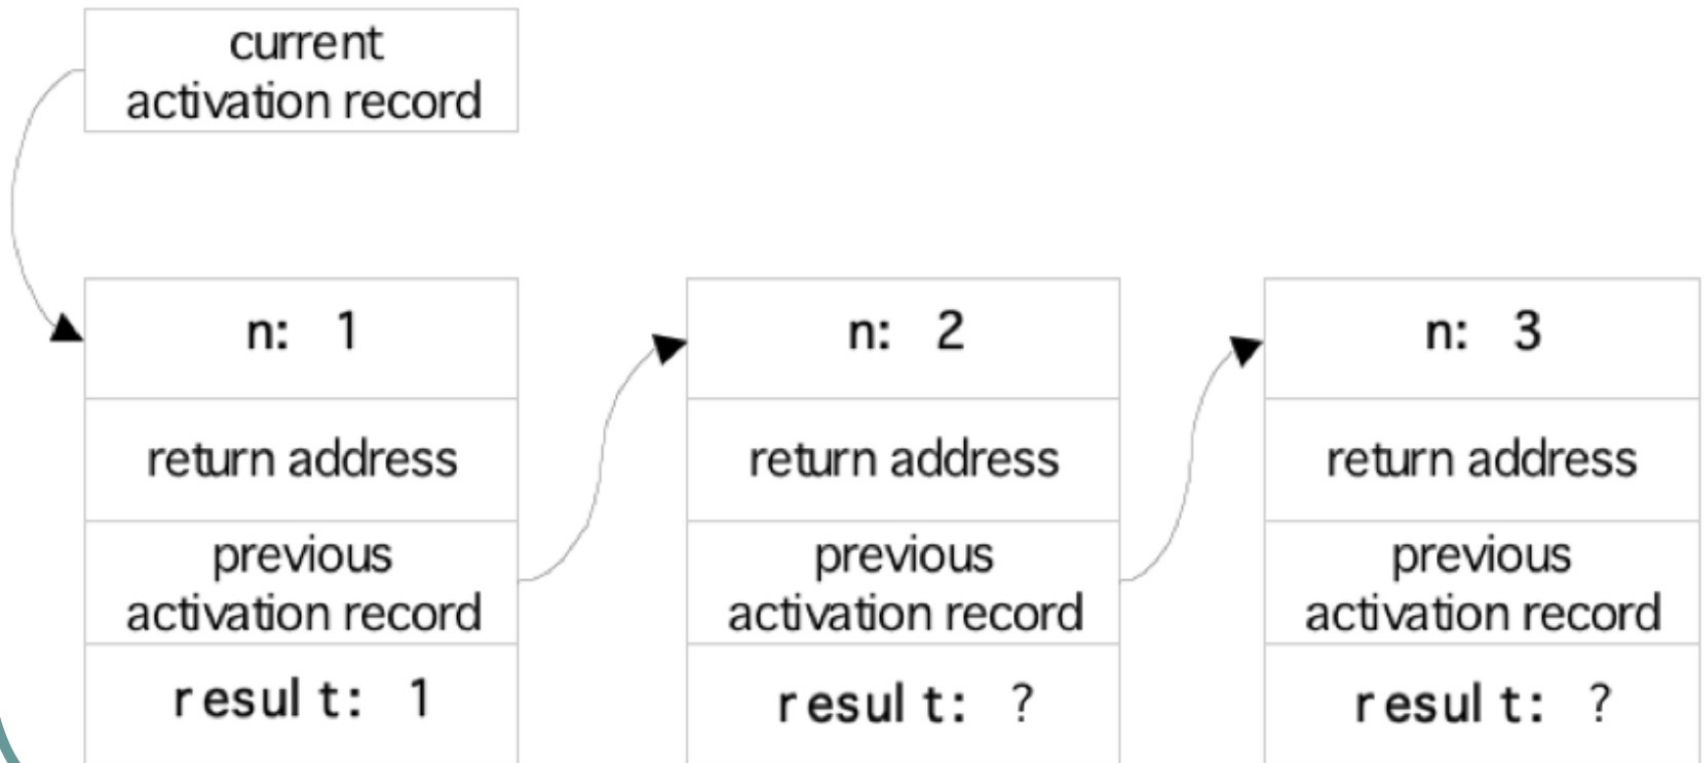 current
activation record
n: 1
return address
previous
activation record
result: 1
n: 2
return address
previous
activation record
result: ?
n: 3
return address
previous
activation record
result: ?